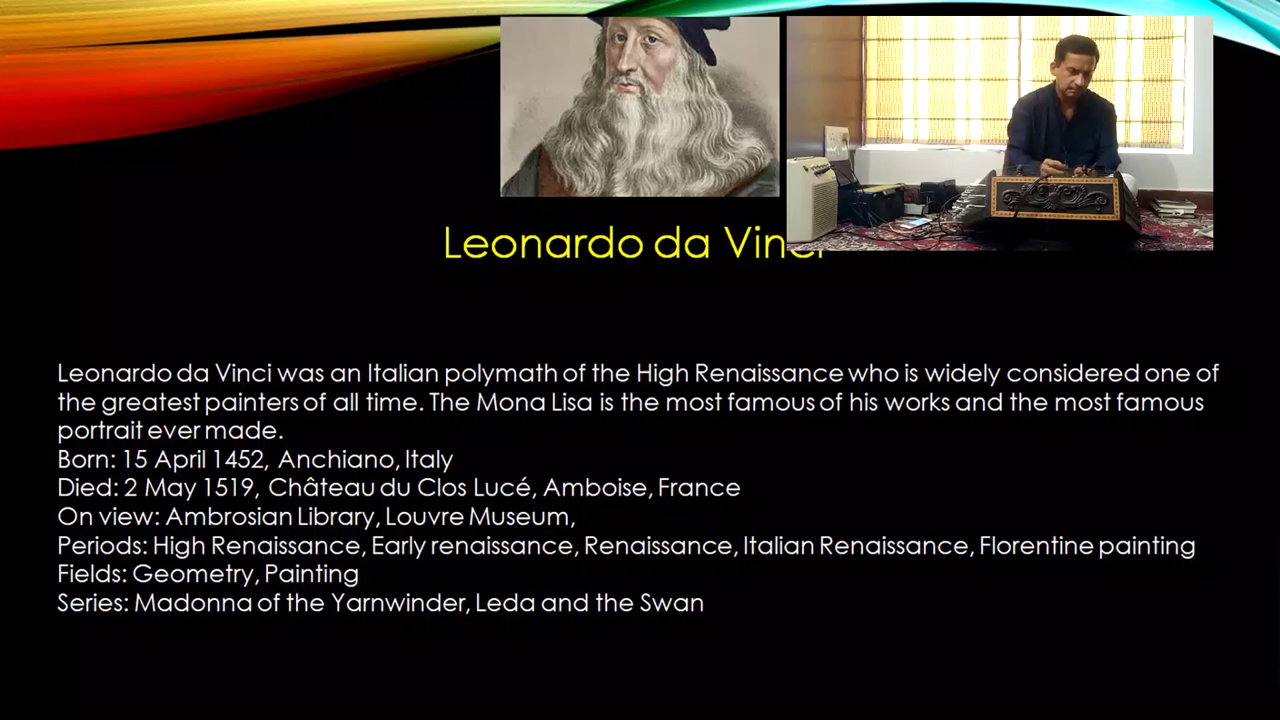 Leonardo da Vinci
Leonardo da Vinci was an Italian polymath of the High Renaissance who is widely considered one of
the greatest painters of all time. The Mona Lisa is the most famous of his works and the most famous
portrait ever made.
Born: 15 April 1452, Anchiano, Italy
Died: 2 May 1519, Château du Clos Lucé, Amboise, France
On view: Ambrosian Library, Louvre Museum,
Periods: High Renaissance, Early renaissance, Renaissance, Italian Renaissance, Florentine painting
Fields: Geometry, Painting
Series: Madonna of the Yarnwinder, Leda and the Swan